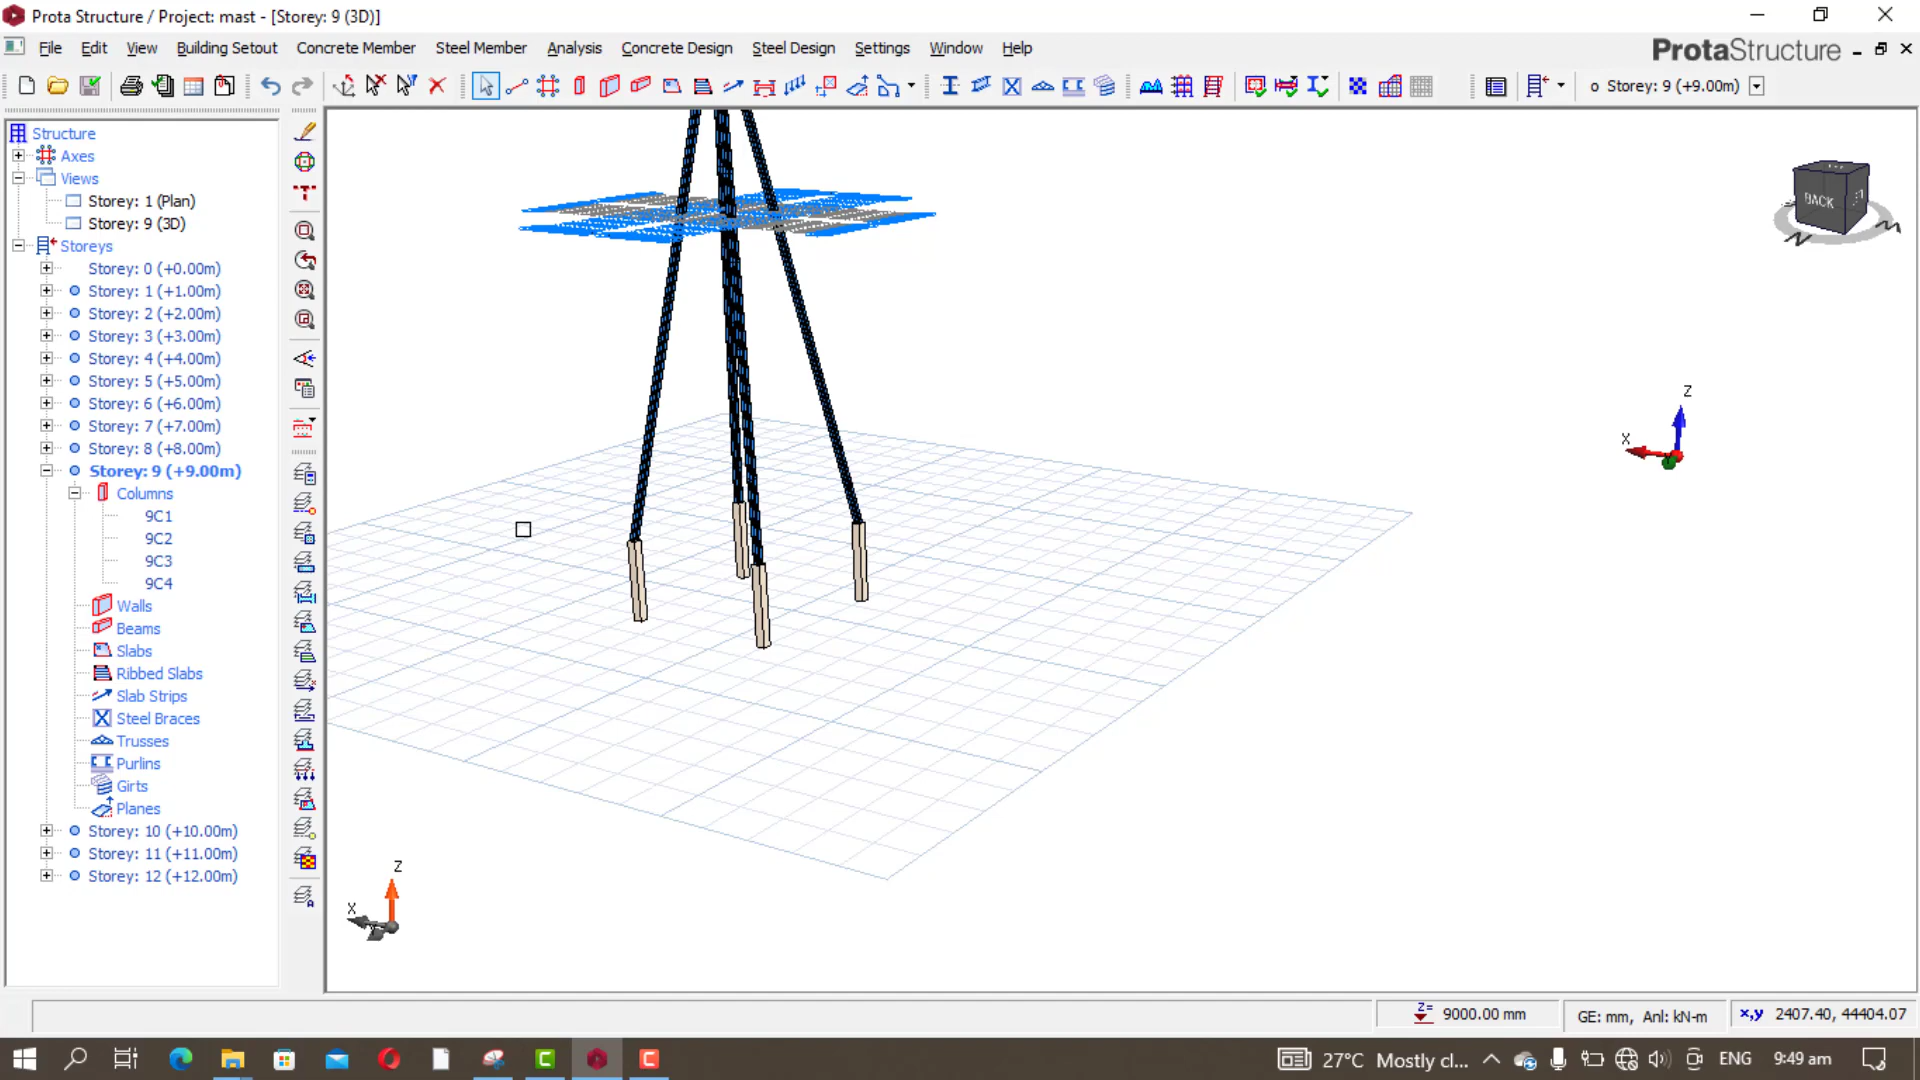 Prota Structure / Project: mast - [Storey: 9 (3D)]
File Edit View Building Setout Concrete Member Steel Member Analysis Concrete Design Steel Design Settings Window Help
ProtaStructure
o Storey: 9 (+9.00m)
Structure
Axes
Views
Storey: 1 (Plan)
Storey: 9 (3D)
Storeys
Storey: 0 (+0.00m)
Storey: 1 (+1.00m)
Storey: 2 (+2.00m)
Storey: 3 (+3.00m)
Storey: 4 (+4.00m)
Storey: 5 (+5.00m)
Storey: 6 (+6.00m)
Storey: 7 (+7.00m)
Storey: 8 (+8.00m)
Storey: 9 (+9.00m)
Columns
9C1
9C2
9C3
9C4
Walls
Beams
Slabs
Ribbed Slabs
Slab Strips
Steel Braces
Trusses
Purlins
Girts
Planes
Storey: 10 (+10.00m)
Storey: 11 (+11.00m)
Storey: 12 (+12.00m)
BACK
Z
X
Z
X
Z= 9000.00 mm
GE: mm, Anl: kN-m
x,y 2407.40, 44404.07
27°C Mostly cl...
ENG
9:49 am